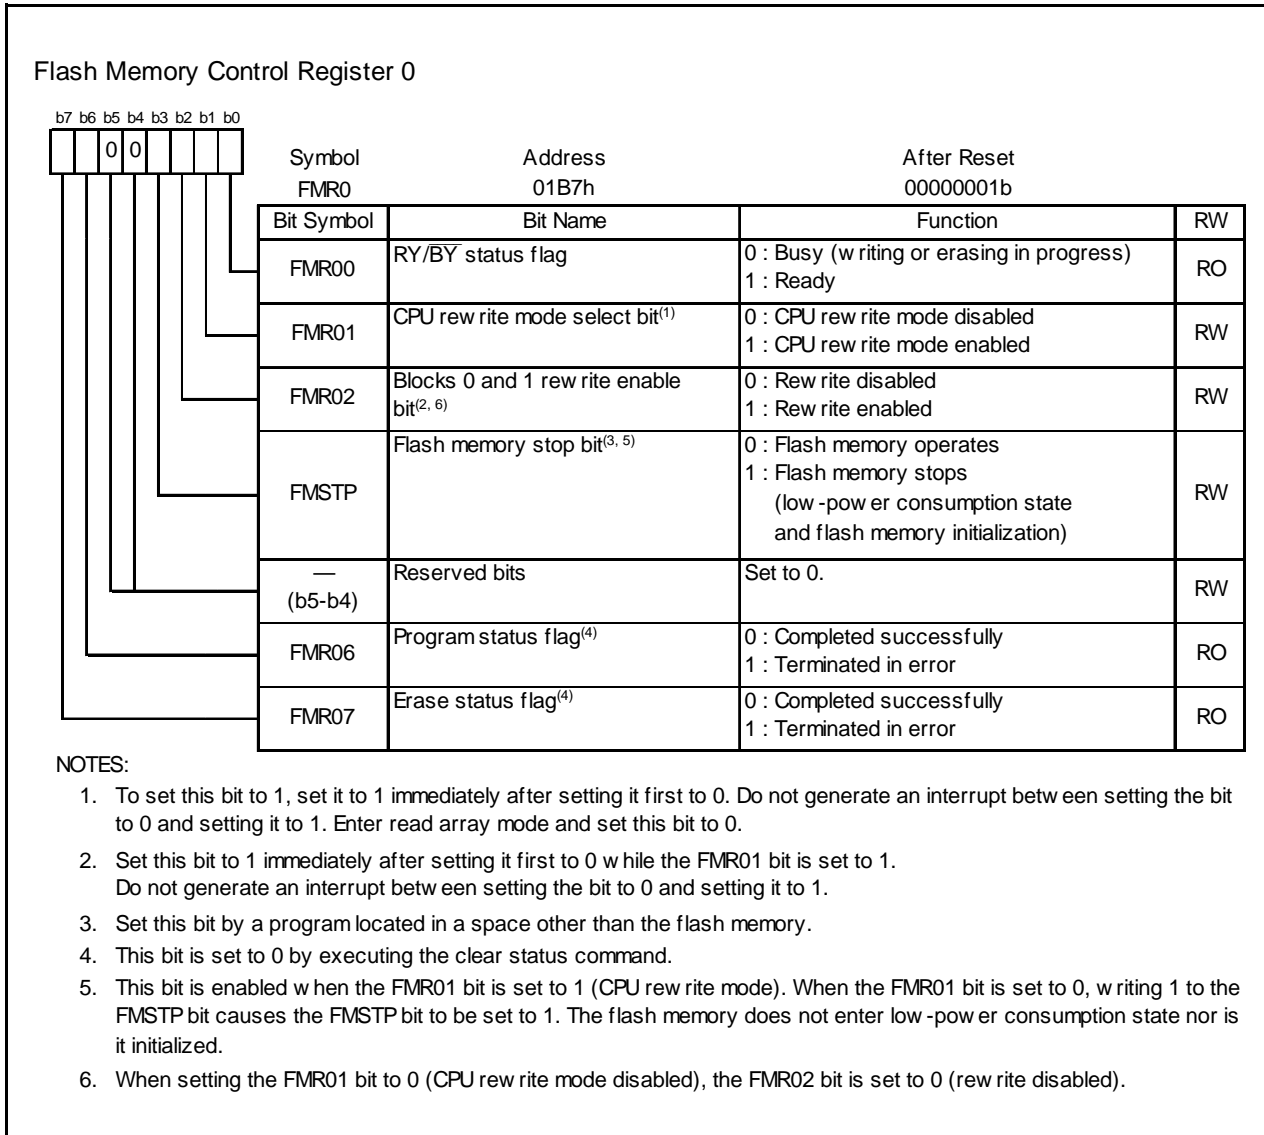 Flash Memory Control Register 0
b7 b6 b5 b4 b3 b2 b1 b0
0 0
Symbol Address After Reset
FMR0 01B7h 00000001b
Bit Symbol Bit Name Function RW
FMR00 RY/BY status flag 0 : Busy (writing or erasing in progress) RO
1 : Ready
FMR01 CPU rewrite mode select bit(1) 0 : CPU rewrite mode disabled RW
1 : CPU rewrite mode enabled
FMR02 Blocks 0 and 1 rewrite enable 0 : Rewrite disabled RW
bit(2, 6) 1 : Rewrite enabled
FMSTP Flash memory stop bit(3, 5) 0 : Flash memory operates RW
1 : Flash memory stops
(low-power consumption state
and flash memory initialization)
— Reserved bits Set to 0. RW
(b5-b4)
FMR06 Program status flag(4) 0 : Completed successfully RO
1 : Terminated in error
FMR07 Erase status flag(4) 0 : Completed successfully RO
1 : Terminated in error
NOTES:
1. To set this bit to 1, set it to 1 immediately after setting it first to 0. Do not generate an interrupt between setting the bit
to 0 and setting it to 1. Enter read array mode and set this bit to 0.
2. Set this bit to 1 immediately after setting it first to 0 while the FMR01 bit is set to 1.
Do not generate an interrupt between setting the bit to 0 and setting it to 1.
3. Set this bit by a program located in a space other than the flash memory.
4. This bit is set to 0 by executing the clear status command.
5. This bit is enabled when the FMR01 bit is set to 1 (CPU rewrite mode). When the FMR01 bit is set to 0, writing 1 to the
FMSTP bit causes the FMSTP bit to be set to 1. The flash memory does not enter low-power consumption state nor is
it initialized.
6. When setting the FMR01 bit to 0 (CPU rewrite mode disabled), the FMR02 bit is set to 0 (rewrite disabled).